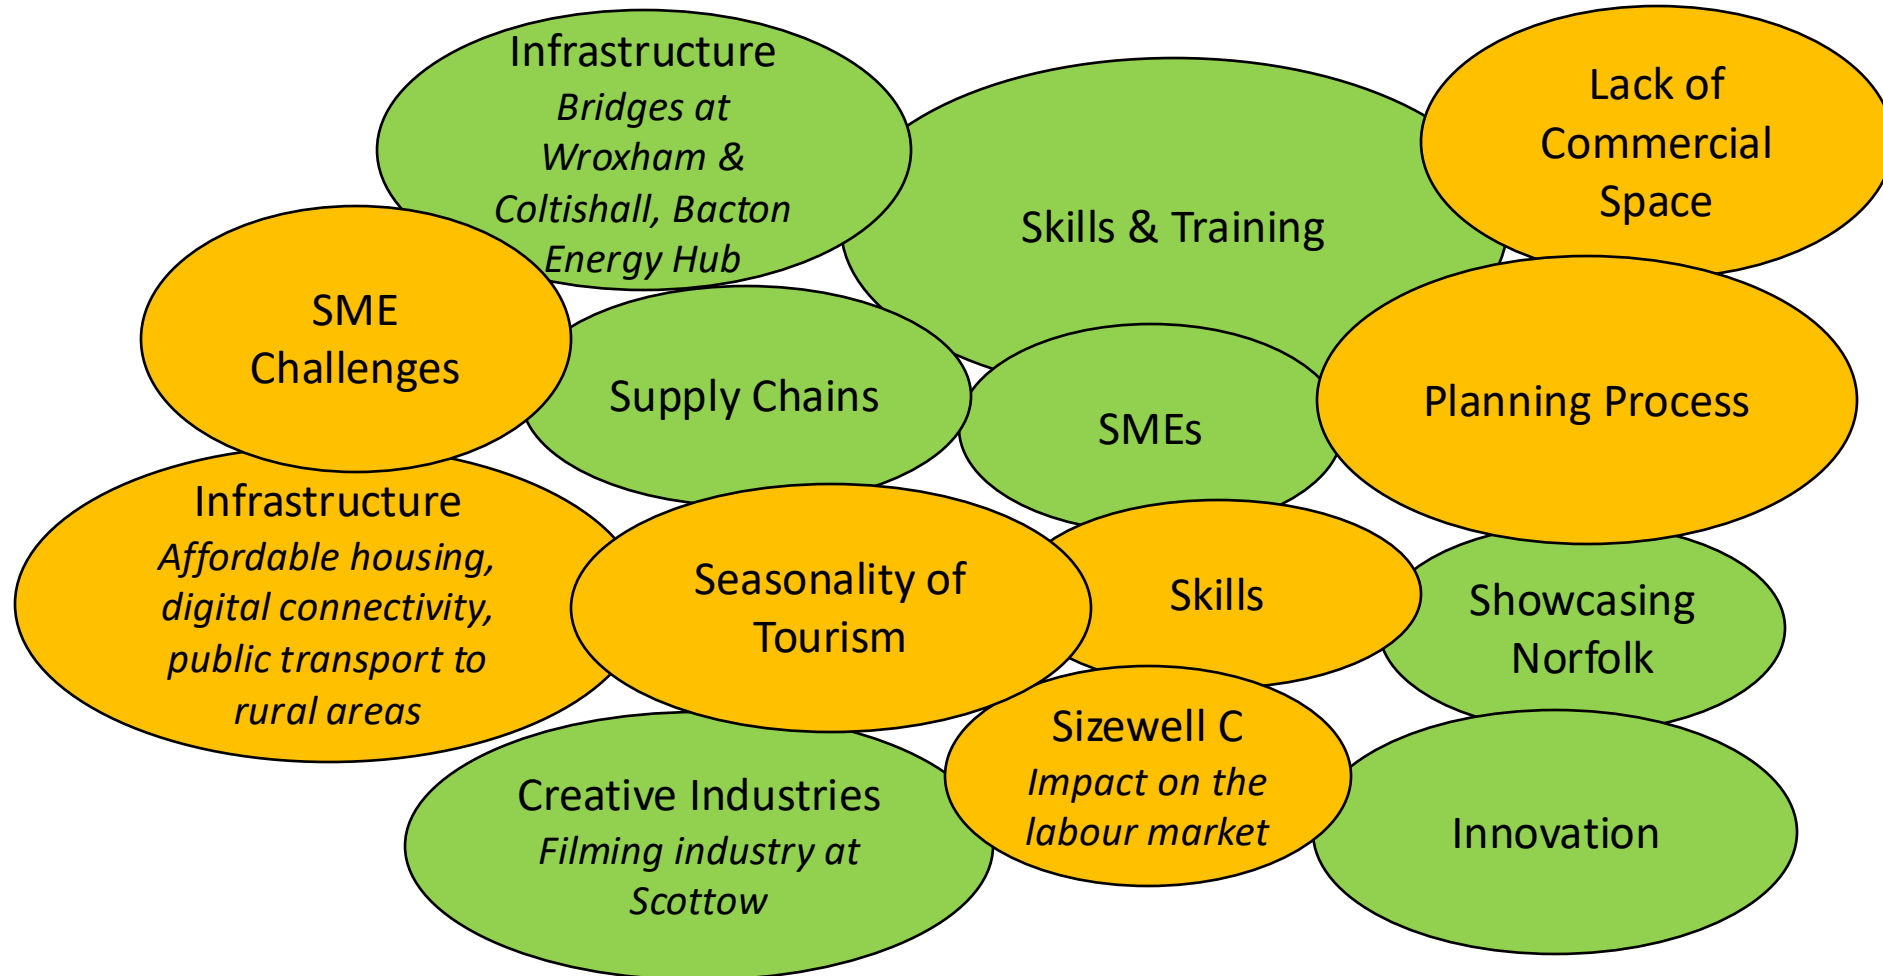 Infrastructure
Bridges at
Wroxham &
Coltishall, Bacton
Energy Hub
Skills & Training
Lack of
Commercial
Space
SME
Challenges
Supply Chains
SMEs
Planning Process
Infrastructure
Affordable housing,
digital connectivity,
public transport to
rural areas
Seasonality of
Tourism
Skills
Showcasing
Norfolk
Creative Industries
Filming industry at
Scottow
Sizewell C
Impact on the
labour market
Innovation